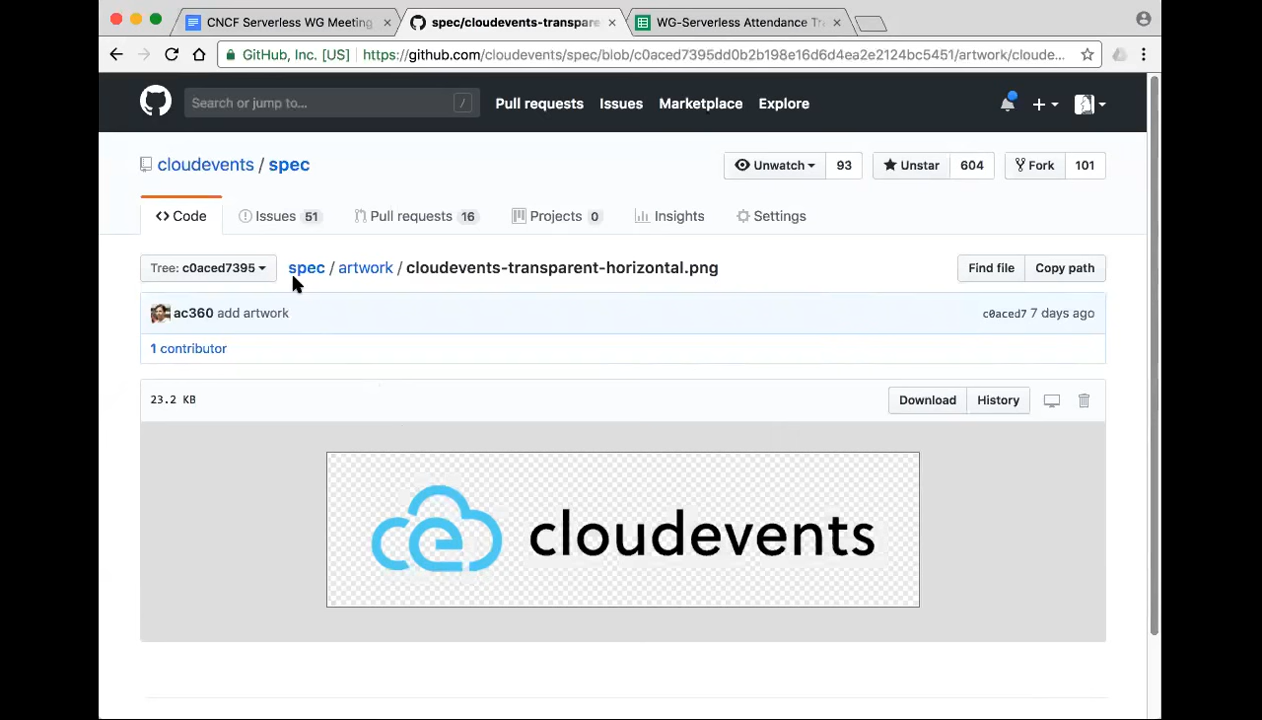 CNCF Serverless WG Meeting
spec/cloudevents-transpare
WG-Serverless Attendance Tr
GitHub, Inc. [US]
https://github.com/cloudevents/spec/blob/c0aced7395dd0b2b198e16d6d4ea2e2124bc5451/artwork/cloude...
Search or jump to...
/
Pull requests
Issues
Marketplace
Explore
cloudevents / spec
Unwatch 93
Unstar 604
Fork 101
Code
Issues 51
Pull requests 16
Projects 0
Insights
Settings
Tree: c0aced7395
spec / artwork / cloudevents-transparent-horizontal.png
Find file
Copy path
ac360 add artwork
c0aced7 7 days ago
1 contributor
23.2 KB
Download
History
cloudevents